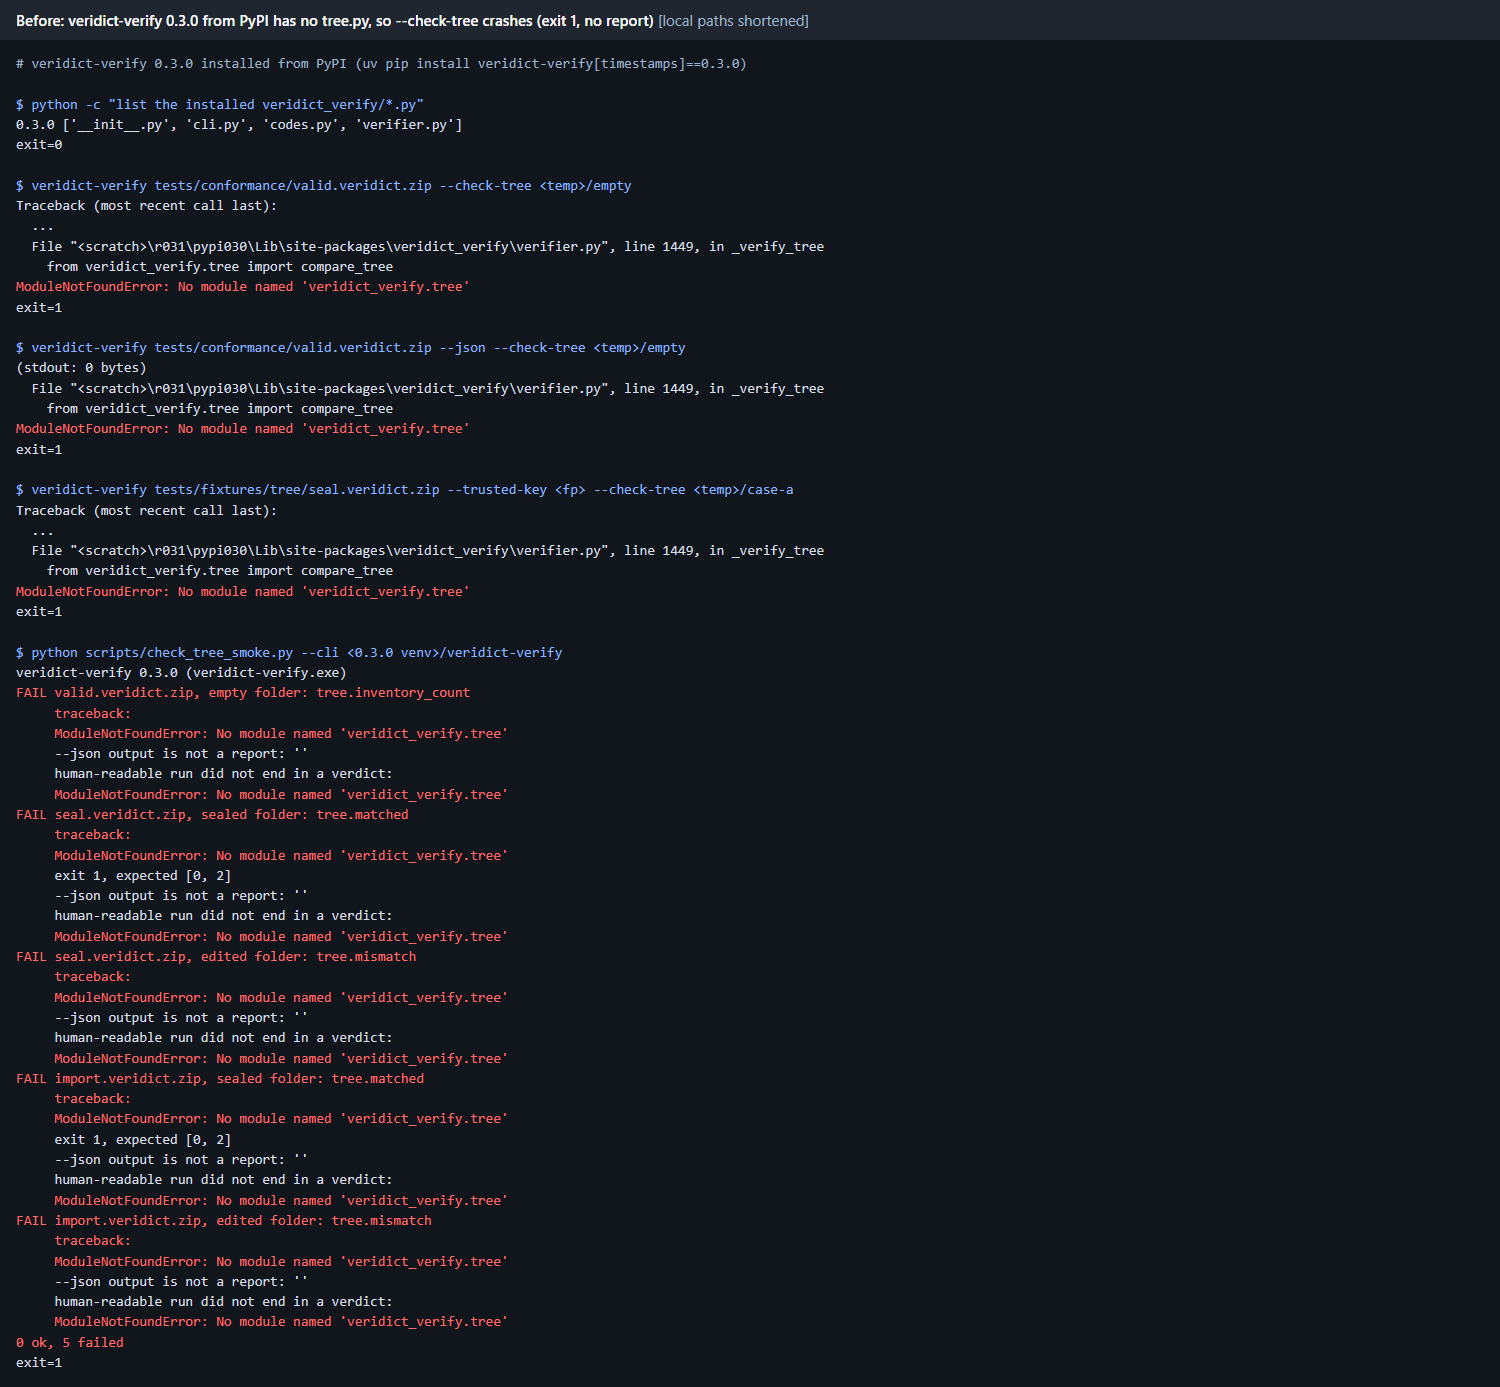 Before: veridict-verify 0.3.0 from PyPI has no tree.py, so --check-tree crashes (exit 1, no report) [local paths shortened]
# veridict-verify 0.3.0 installed from PyPI (uv pip install veridict-verify[timestamps]==0.3.0)
$ python -c "list the installed veridict_verify/*.py"
0.3.0 ['__init__.py', 'cli.py', 'codes.py', 'verifier.py']
exit=0
$ veridict-verify tests/conformance/valid.veridict.zip --check-tree <temp>/empty
Traceback (most recent call last):
  ...
  File "<scratch>\r031\pypi030\Lib\site-packages\veridict_verify\verifier.py", line 1449, in _verify_tree
    from veridict_verify.tree import compare_tree
ModuleNotFoundError: No module named 'veridict_verify.tree'
exit=1
$ veridict-verify tests/conformance/valid.veridict.zip --json --check-tree <temp>/empty
(stdout: 0 bytes)
  File "<scratch>\r031\pypi030\Lib\site-packages\veridict_verify\verifier.py", line 1449, in _verify_tree
    from veridict_verify.tree import compare_tree
ModuleNotFoundError: No module named 'veridict_verify.tree'
exit=1
$ veridict-verify tests/fixtures/tree/seal.veridict.zip --trusted-key <fp> --check-tree <temp>/case-a
Traceback (most recent call last):
  ...
  File "<scratch>\r031\pypi030\Lib\site-packages\veridict_verify\verifier.py", line 1449, in _verify_tree
    from veridict_verify.tree import compare_tree
ModuleNotFoundError: No module named 'veridict_verify.tree'
exit=1
$ python scripts/check_tree_smoke.py --cli <0.3.0 venv>/veridict-verify
veridict-verify 0.3.0 (veridict-verify.exe)
FAIL valid.veridict.zip, empty folder: tree.inventory_count
     traceback:
     ModuleNotFoundError: No module named 'veridict_verify.tree'
     --json output is not a report: ''
     human-readable run did not end in a verdict:
     ModuleNotFoundError: No module named 'veridict_verify.tree'
FAIL seal.veridict.zip, sealed folder: tree.matched
     traceback:
     ModuleNotFoundError: No module named 'veridict_verify.tree'
     exit 1, expected [0, 2]
     --json output is not a report: ''
     human-readable run did not end in a verdict:
     ModuleNotFoundError: No module named 'veridict_verify.tree'
FAIL seal.veridict.zip, edited folder: tree.mismatch
     traceback:
     ModuleNotFoundError: No module named 'veridict_verify.tree'
     --json output is not a report: ''
     human-readable run did not end in a verdict:
     ModuleNotFoundError: No module named 'veridict_verify.tree'
FAIL import.veridict.zip, sealed folder: tree.matched
     traceback:
     ModuleNotFoundError: No module named 'veridict_verify.tree'
     exit 1, expected [0, 2]
     --json output is not a report: ''
     human-readable run did not end in a verdict:
     ModuleNotFoundError: No module named 'veridict_verify.tree'
FAIL import.veridict.zip, edited folder: tree.mismatch
     traceback:
     ModuleNotFoundError: No module named 'veridict_verify.tree'
     --json output is not a report: ''
     human-readable run did not end in a verdict:
     ModuleNotFoundError: No module named 'veridict_verify.tree'
0 ok, 5 failed
exit=1